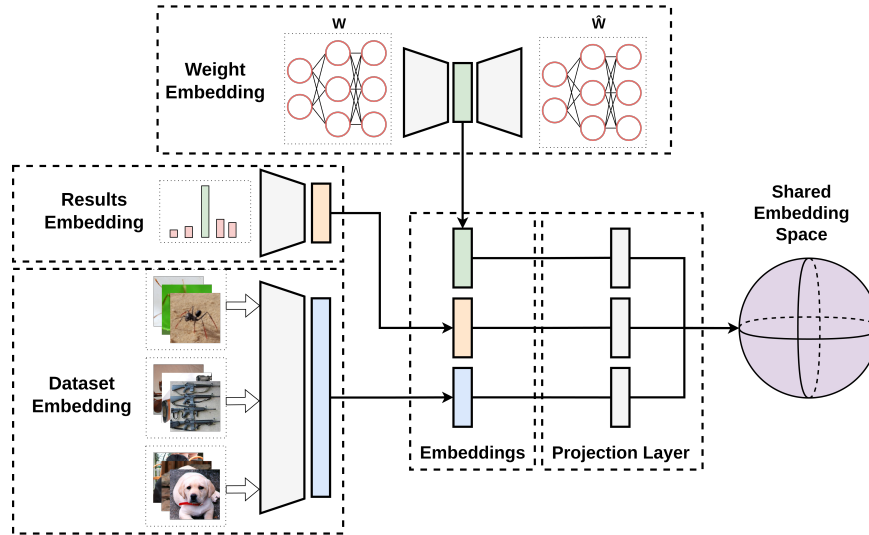 W
Ŵ
Weight
Embedding
Results
Embedding
Shared
Embedding
Space
Dataset
Embedding
Embeddings
Projection Layer